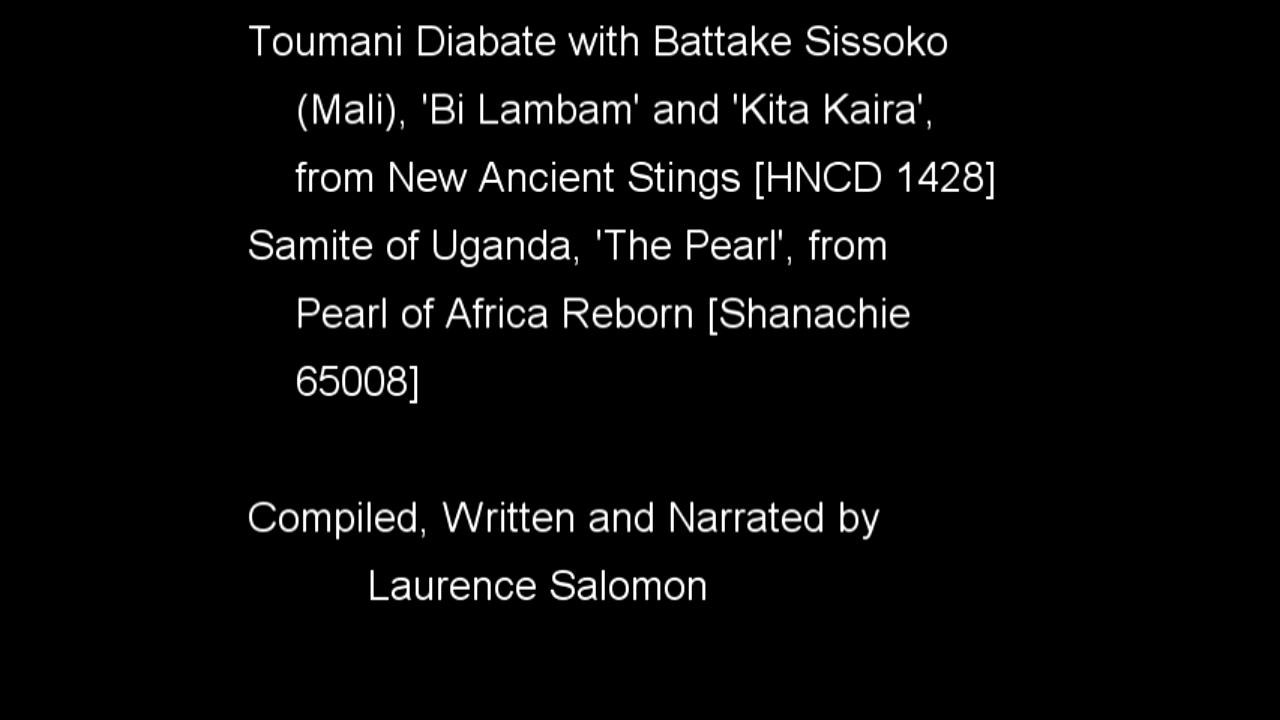 Toumani Diabate with Battake Sissoko
(Mali), 'Bi Lambam' and 'Kita Kaira',
from New Ancient Stings [HNCD 1428]
Samite of Uganda, 'The Pearl', from
Pearl of Africa Reborn [Shanachie
65008]
Compiled, Written and Narrated by
Laurence Salomon